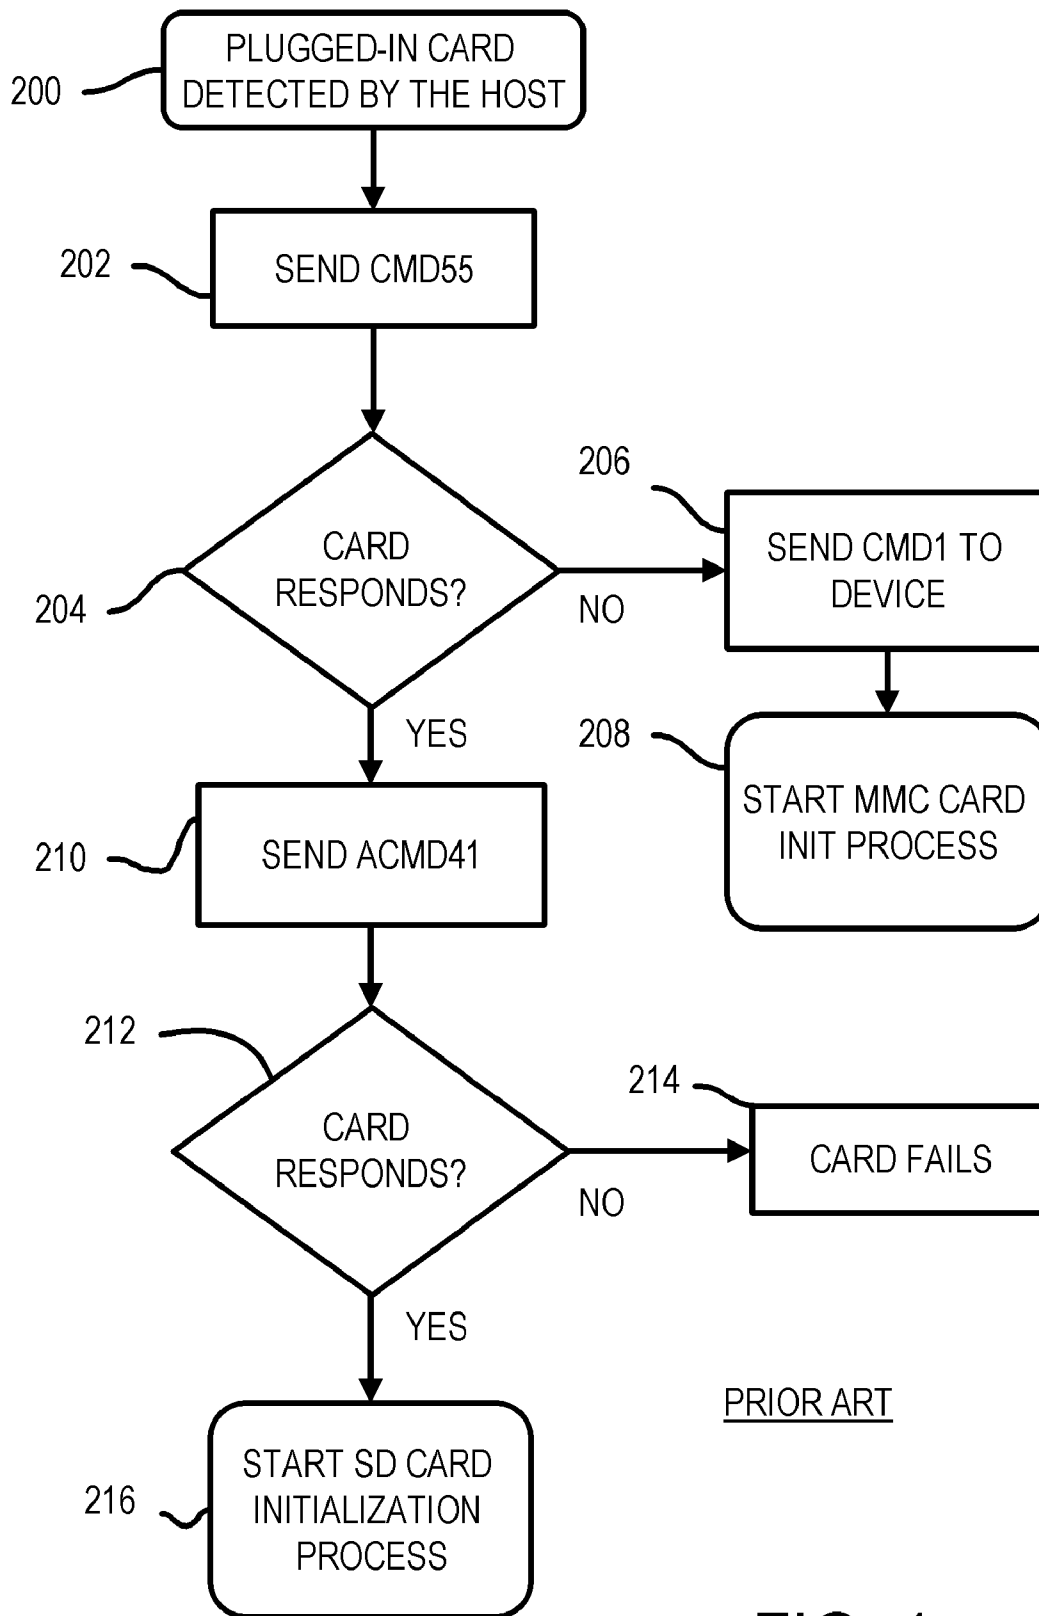 PLUGGED-IN CARD
DETECTED BY THE HOST
200
SEND CMD55
202
CARD
RESPONDS?
204
NO
206
SEND CMD1 TO
DEVICE
YES
208
START MMC CARD
INIT PROCESS
210
SEND ACMD41
212
CARD
RESPONDS?
NO
214
CARD FAILS
YES
PRIOR ART
216
START SD CARD
INITIALIZATION
PROCESS